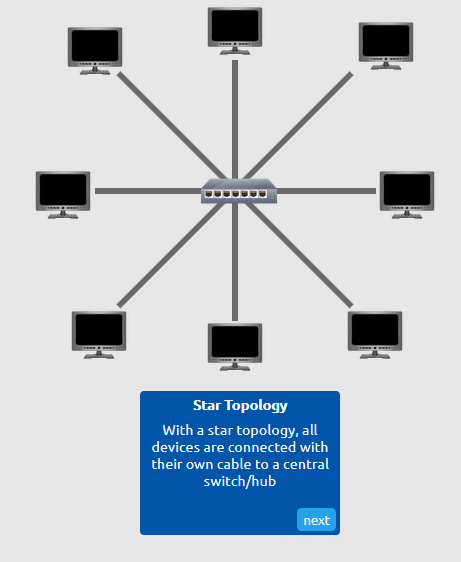 Star Topology
With a star topology, all
devices are connected with
their own cable to a central
switch/hub
next